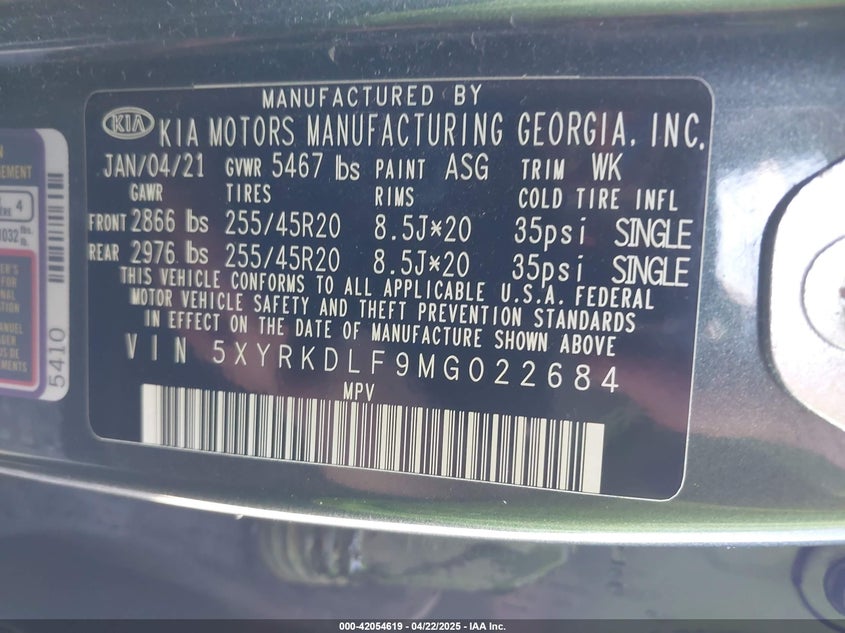 MANUFACTURED BY
KIA KIA MOTORS MANUFACTURING GEORGIA, INC.
JAN/04/21 GVWR 5467 lbs PAINT ASG TRIM WK
GAWR TIRES RIMS COLD TIRE INFL
FRONT 2866 lbs 255/45R20 8.5J*20 35psi SINGLE
REAR 2976 lbs 255/45R20 8.5J*20 35psi SINGLE
THIS VEHICLE CONFORMS TO ALL APPLICABLE U.S.A. FEDERAL
MOTOR VEHICLE SAFETY AND THEFT PREVENTION STANDARDS
IN EFFECT ON THE DATE OF MANUFACTURE SHOWN ABOVE
VIN 5XYRKDLF9MG022684
MPV
4
1032 lbs.
5410
000-42054619 - 04/22/2025 - IAA Inc.